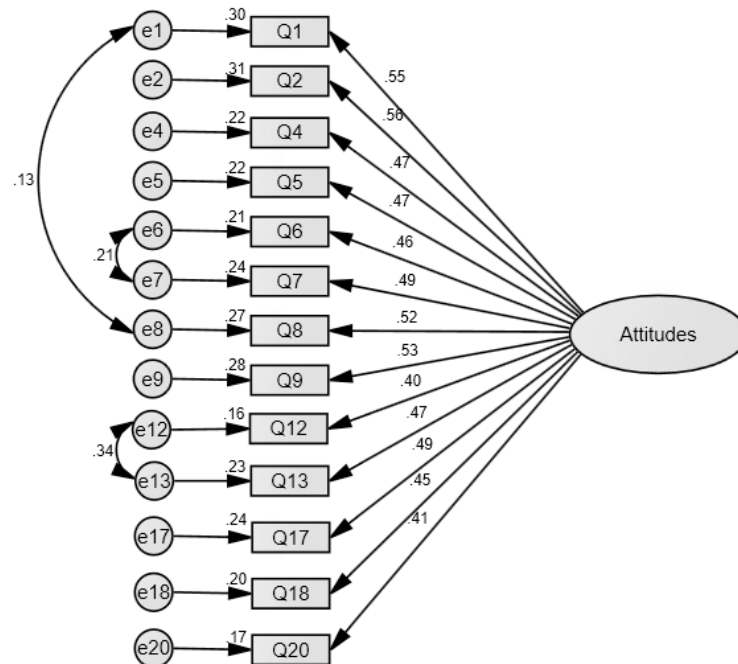 e1 .30 Q1 .55
e2 .31 Q2 .56
e4 .22 Q4 .47
.13 e5 .22 Q5 .47
e6 .21 Q6 .46
.21 e7 .24 Q7 .49
e8 .27 Q8 .52 Attitudes
e9 .28 Q9 .53
e12 .16 Q12 .40
.34 e13 .23 Q13 .47
e17 .24 Q17 .49
e18 .20 Q18 .45
e20 .17 Q20 .41